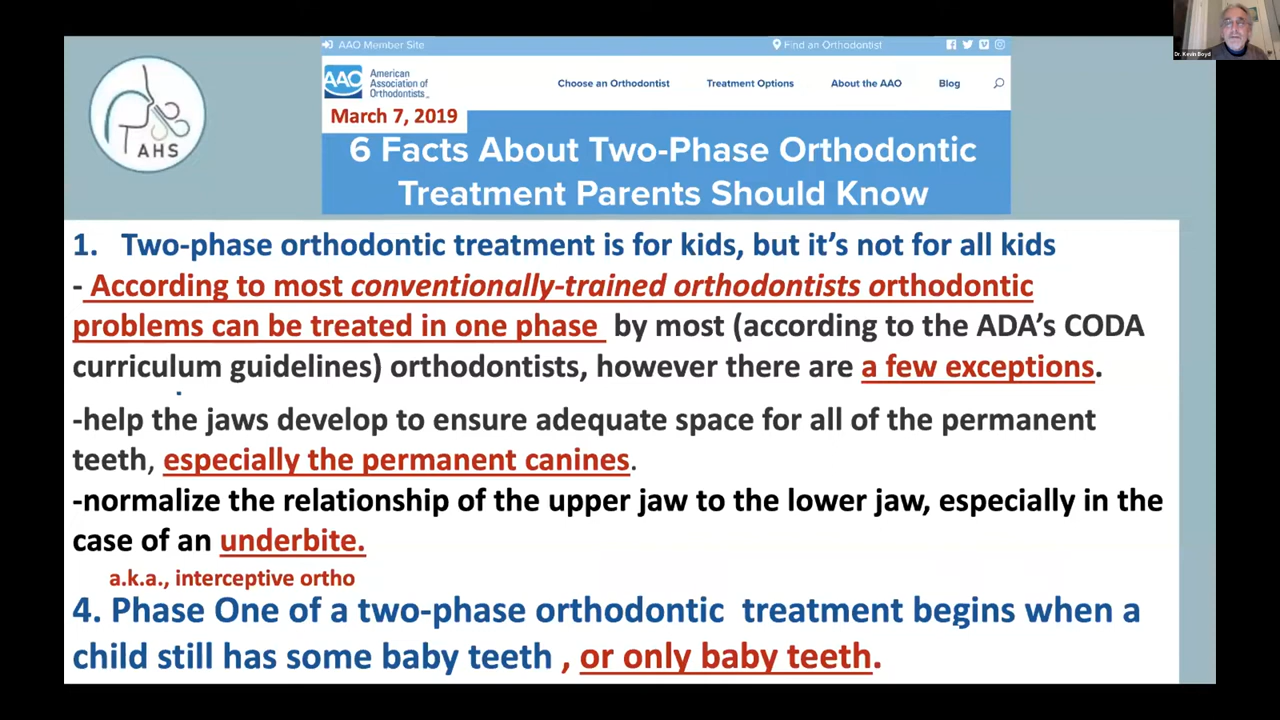 AAO Member Site
Find an Orthodontist
Dr. Kevin Boyd
AHS
AAO
American
Association of
Orthodontists
Choose an Orthodontist Treatment Options About the AAO Blog
March 7, 2019
6 Facts About Two-Phase Orthodontic
Treatment Parents Should Know
1. Two-phase orthodontic treatment is for kids, but it's not for all kids
- According to most conventionally-trained orthodontists orthodontic
problems can be treated in one phase by most (according to the ADA's CODA
curriculum guidelines) orthodontists, however there are a few exceptions.
-help the jaws develop to ensure adequate space for all of the permanent
teeth, especially the permanent canines.
-normalize the relationship of the upper jaw to the lower jaw, especially in the
case of an underbite.
a.k.a., interceptive ortho
4. Phase One of a two-phase orthodontic treatment begins when a
child still has some baby teeth , or only baby teeth.